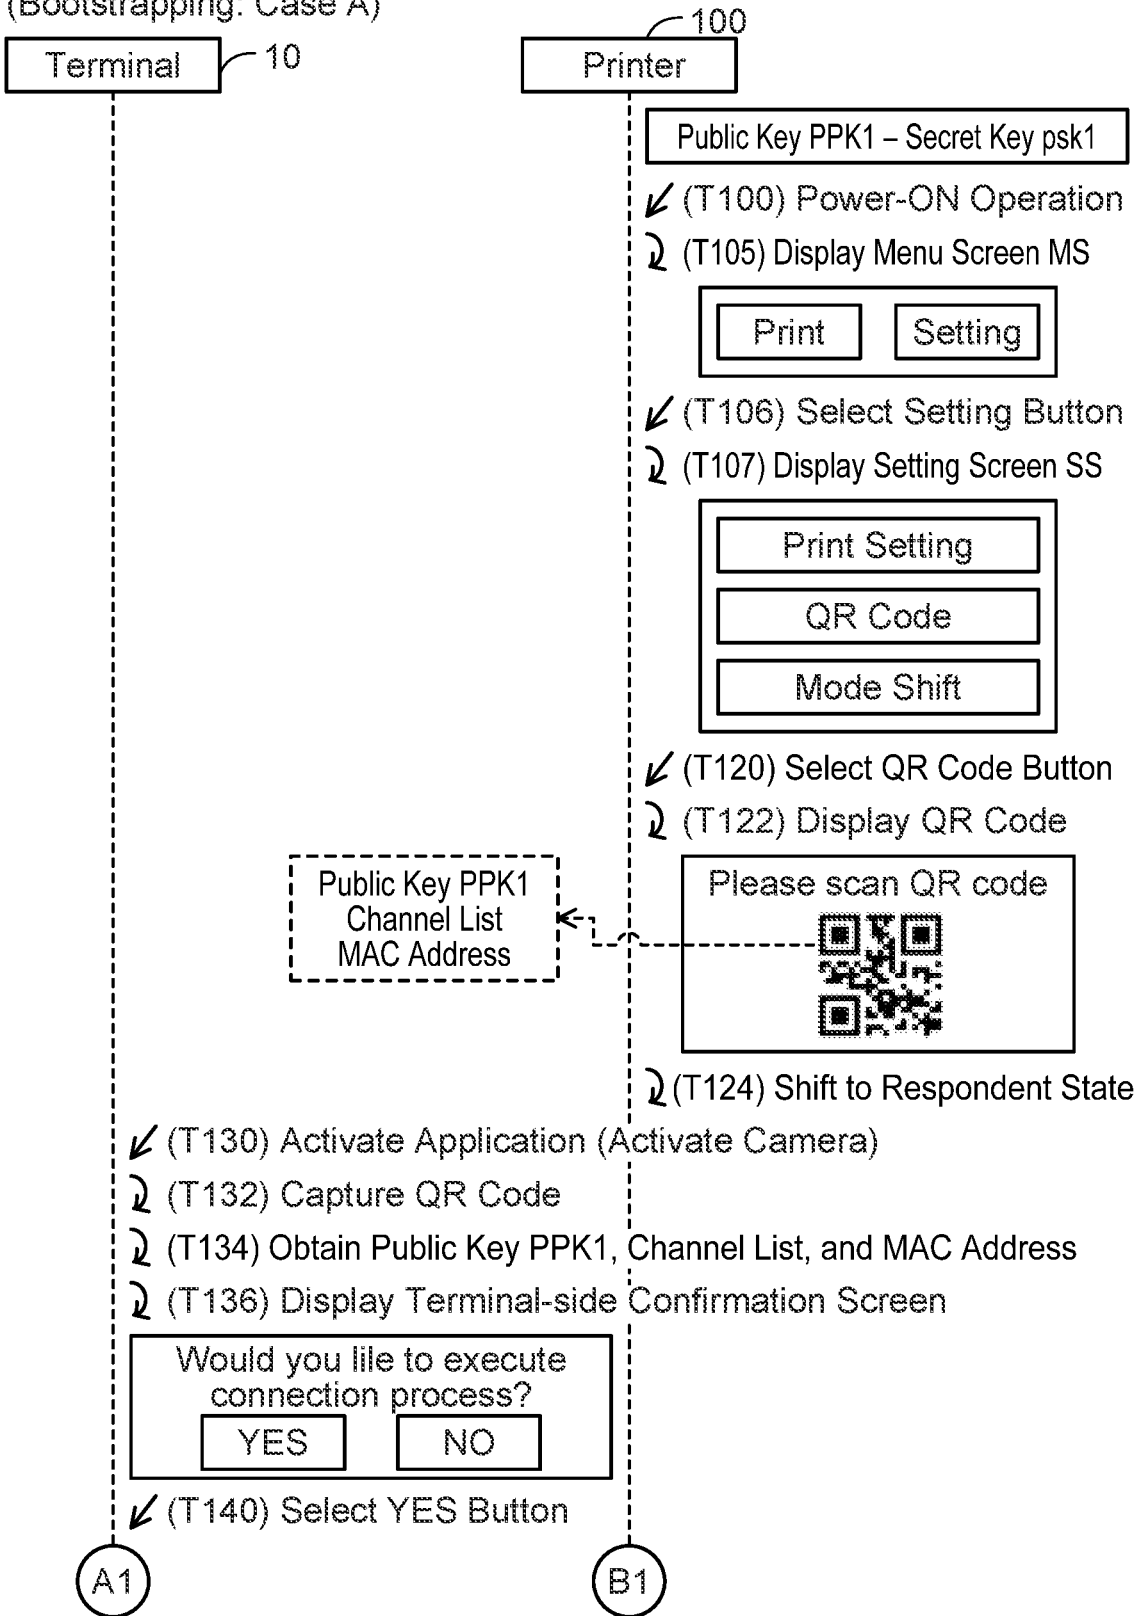 (Bootstrapping: Case A)
100
Terminal
10
Printer
Public Key PPK1 – Secret Key psk1
(T100) Power-ON Operation
(T105) Display Menu Screen MS
Print
Setting
(T106) Select Setting Button
(T107) Display Setting Screen SS
Print Setting
QR Code
Mode Shift
(T120) Select QR Code Button
(T122) Display QR Code
Please scan QR code
Public Key PPK1
Channel List
MAC Address
(T124) Shift to Respondent State
(T130) Activate Application (Activate Camera)
(T132) Capture QR Code
(T134) Obtain Public Key PPK1, Channel List, and MAC Address
(T136) Display Terminal-side Confirmation Screen
Would you lile to execute
connection process?
YES
NO
(T140) Select YES Button
A1
B1